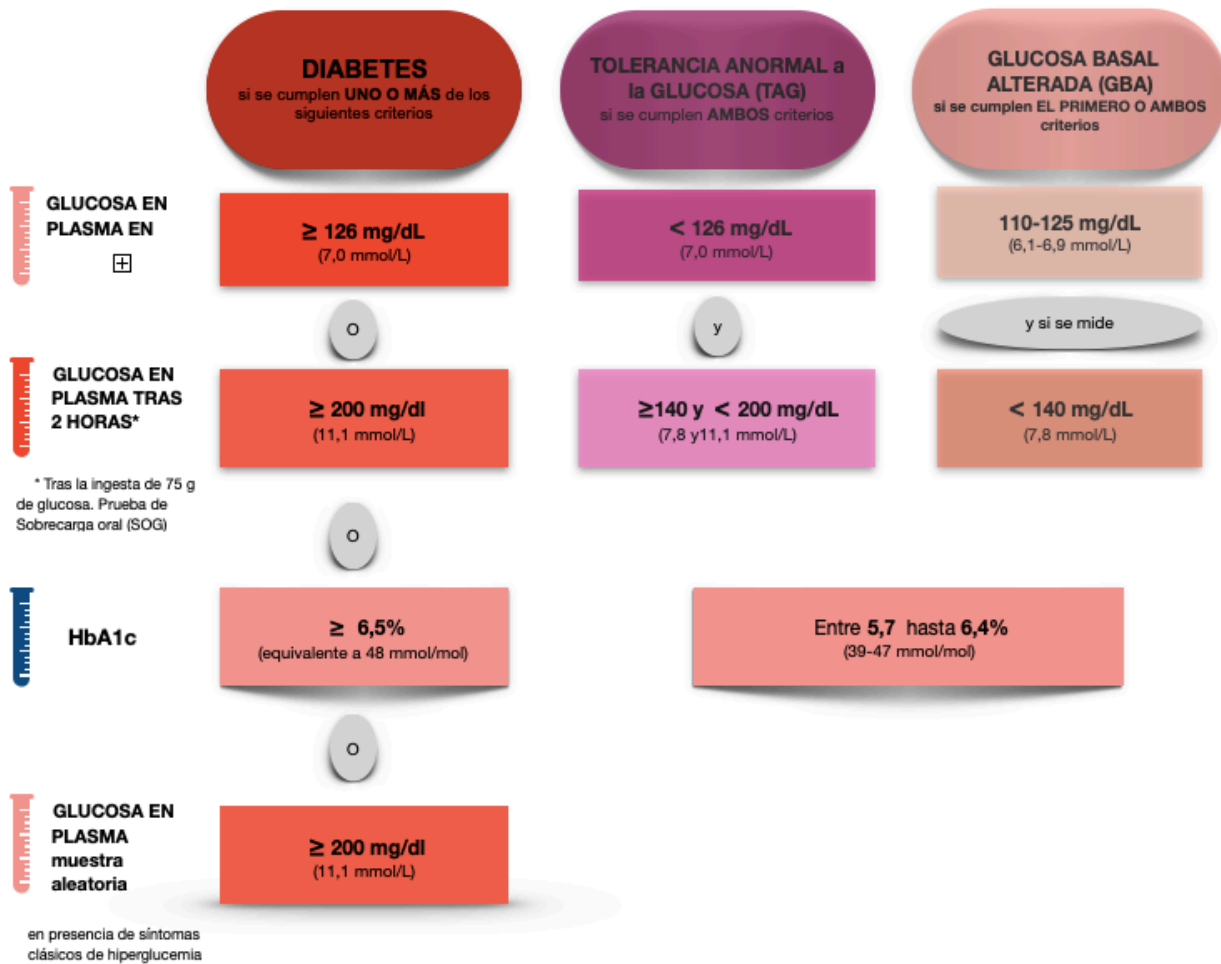 DIABETES
si se cumplen UNO O MÁS de los
siguientes criterios
TOLERANCIA ANORMAL a
la GLUCOSA (TAG)
si se cumplen AMBOS criterios
GLUCOSA BASAL
ALTERADA (GBA)
si se cumplen EL PRIMERO O AMBOS
criterios
GLUCOSA EN
PLASMA EN
≥ 126 mg/dL
(7,0 mmol/L)
< 126 mg/dL
(7,0 mmol/L)
110-125 mg/dL
(6,1-6,9 mmol/L)
O
y
y si se mide
GLUCOSA EN
PLASMA TRAS
2 HORAS*
≥ 200 mg/dl
(11,1 mmol/L)
≥140 y < 200 mg/dL
(7,8 y11,1 mmol/L)
< 140 mg/dL
(7,8 mmol/L)
* Tras la ingesta de 75 g
de glucosa. Prueba de
Sobrecarga oral (SOG)
O
HbA1c
≥ 6,5%
(equivalente a 48 mmol/mol)
Entre 5,7 hasta 6,4%
(39-47 mmol/mol)
O
GLUCOSA EN
PLASMA
muestra
aleatoria
≥ 200 mg/dl
(11,1 mmol/L)
en presencia de síntomas
clásicos de hiperglucemia